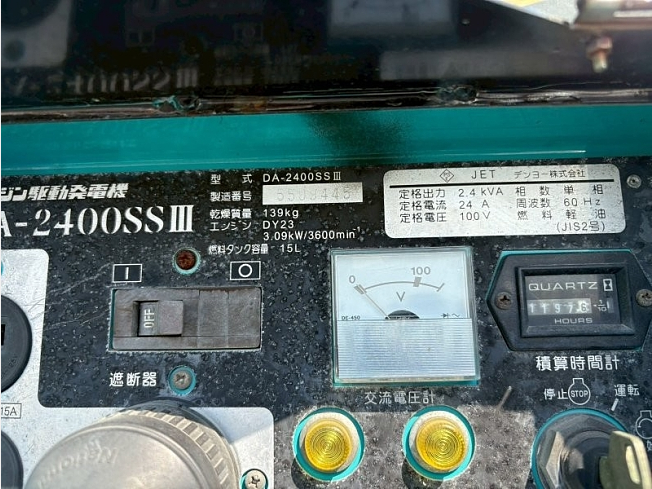 ジン駆動発電機
A-2400SSⅢ
型式 DA-2400SSⅢ
製造番号
乾燥質量 139kg
エンジン DY23
3.09kW/3600min⁻¹
燃料タンク容量 15L
JET デンヨー株式会社
定格出力 2.4kVA 相数 単相
定格電流 24A 周波数 60Hz
定格電圧 100V 燃料 軽油
(JIS2号)
I O
OFF
遮断器
15A
0 100
V
DE-450
交流電圧計
QUARTZ
1197 1/10
HOURS
積算時間計
停止 STOP 運転